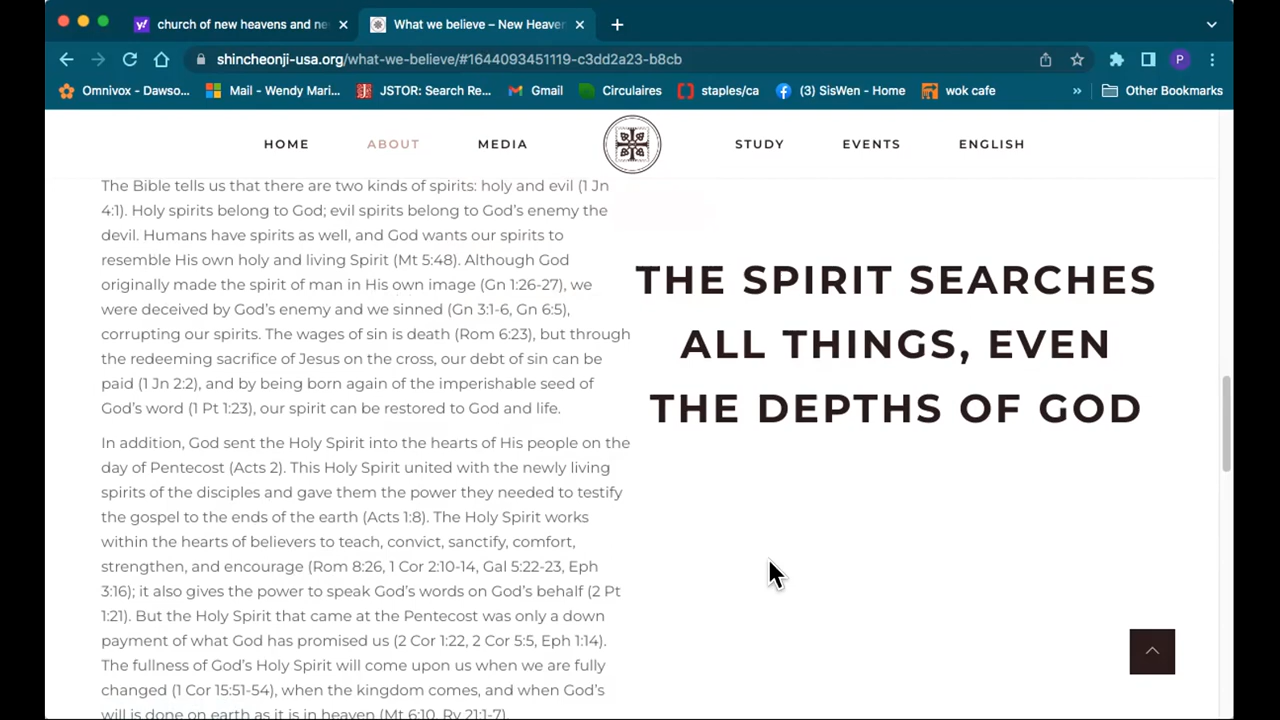 church of new heavens and ne
What we believe – New Heaven
shincheonji-usa.org/what-we-believe/#1644093451119-c3dd2a23-b8cb
P
Omnivox - Dawso...
Mail - Wendy Mari...
JSTOR: Search Re...
Gmail
Circulaires
staples/ca
(3) SisWen - Home
wok cafe
»
Other Bookmarks
HOME
ABOUT
MEDIA
STUDY
EVENTS
ENGLISH
The Bible tells us that there are two kinds of spirits: holy and evil (1 Jn
4:1). Holy spirits belong to God; evil spirits belong to God’s enemy the
devil. Humans have spirits as well, and God wants our spirits to
resemble His own holy and living Spirit (Mt 5:48). Although God
originally made the spirit of man in His own image (Gn 1:26-27), we
were deceived by God’s enemy and we sinned (Gn 3:1-6, Gn 6:5),
corrupting our spirits. The wages of sin is death (Rom 6:23), but through
the redeeming sacrifice of Jesus on the cross, our debt of sin can be
paid (1 Jn 2:2), and by being born again of the imperishable seed of
God’s word (1 Pt 1:23), our spirit can be restored to God and life.
In addition, God sent the Holy Spirit into the hearts of His people on the
day of Pentecost (Acts 2). This Holy Spirit united with the newly living
spirits of the disciples and gave them the power they needed to testify
the gospel to the ends of the earth (Acts 1:8). The Holy Spirit works
within the hearts of believers to teach, convict, sanctify, comfort,
strengthen, and encourage (Rom 8:26, 1 Cor 2:10-14, Gal 5:22-23, Eph
3:16); it also gives the power to speak God’s words on God’s behalf (2 Pt
1:21). But the Holy Spirit that came at the Pentecost was only a down
payment of what God has promised us (2 Cor 1:22, 2 Cor 5:5, Eph 1:14).
The fullness of God’s Holy Spirit will come upon us when we are fully
changed (1 Cor 15:51-54), when the kingdom comes, and when God’s
will is done on earth as it is in heaven (Mt 6:10, Rv 21:1-7).
THE SPIRIT SEARCHES
ALL THINGS, EVEN
THE DEPTHS OF GOD